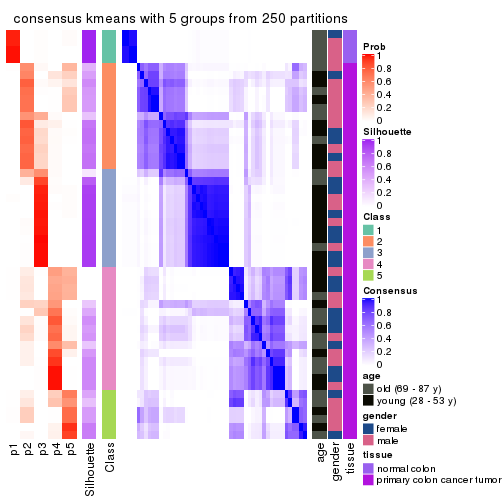 consensus kmeans with 5 groups from 250 partitions
Prob
1
0.8
0.6
0.4
0.2
0
Silhouette
1
0.8
0.6
0.4
0.2
0
Class
1
2
3
4
5
Consensus
1
0.8
0.6
0.4
0.2
0
age
old (69 - 87 y)
young (28 - 53 y)
gender
female
male
tissue
normal colon
primary colon cancer tumor
p1
p2
p3
p4
p5
Silhouette
Class
age
gender
tissue